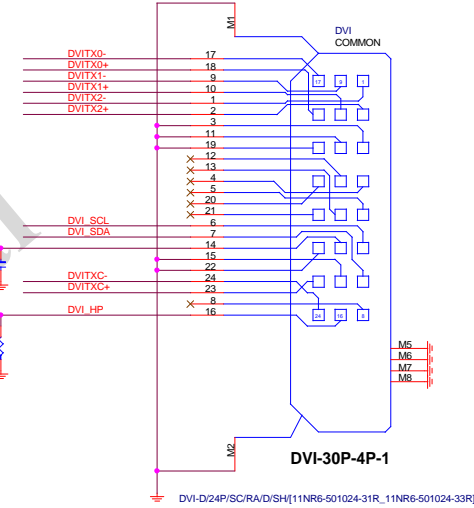 M1
DVI
COMMON
DVITX0- 17
DVITX0+ 18
DVITX1- 9
DVITX1+ 10
DVITX2- 1
DVITX2+ 2
3
11
19
12
13
4
5
20
21
DVI_SCL 6
DVI_SDA 7
14
15
22
DVITXC- 24
DVITXC+ 23
8
DVI_HP 16
17 9 1
24 16 8
M5
M6
M7
M8
M2
DVI-30P-4P-1
DVI-D/24P/SC/RA/D/SH/[11NR6-501024-31R_11NR6-501024-33R]